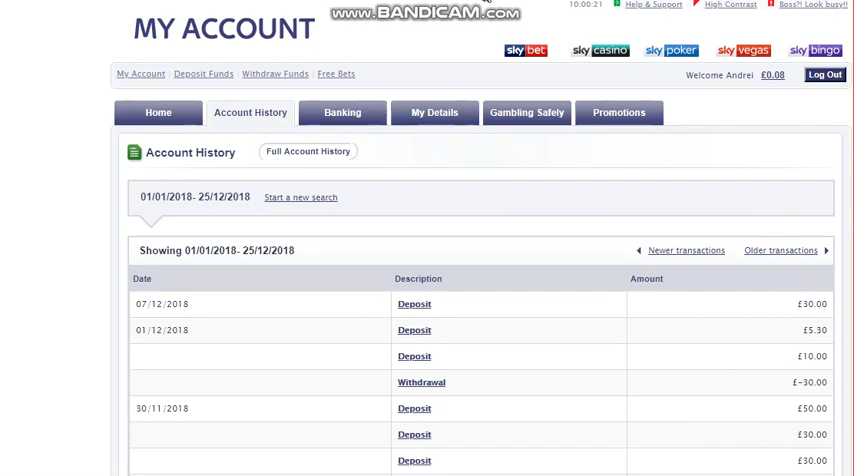 www.BANDICAM.com
10:00:21 Help & Support High Contrast Boss?! Look busy!!
MY ACCOUNT
sky bet sky casino sky poker sky vegas sky bingo
My Account | Deposit Funds | Withdraw Funds | Free Bets
Welcome Andrei £0.08 Log Out
Home Account History Banking My Details Gambling Safely Promotions
Account History Full Account History
01/01/2018- 25/12/2018 Start a new search
Showing 01/01/2018- 25/12/2018 Newer transactions Older transactions
Date Description Amount
07/12/2018 Deposit £30.00
01/12/2018 Deposit £5.30
Deposit £10.00
Withdrawal £-30.00
30/11/2018 Deposit £50.00
Deposit £30.00
Deposit £30.00